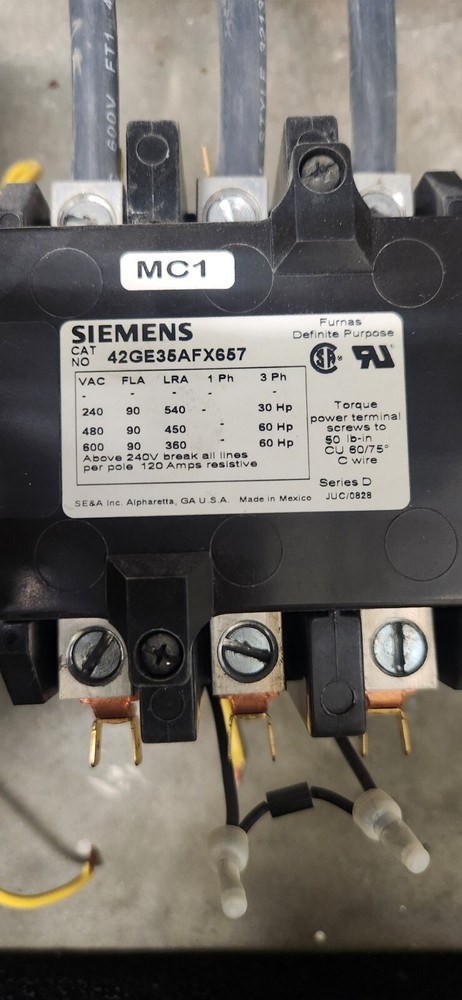 600V FT1
STYLE
MC1
SIEMENS
CAT NO 42GE35AFX657
Furnas
Definite Purpose
VAC FLA LRA 1 Ph 3 Ph
- - - - -
240 90 540 - 30 Hp
480 90 450 - 60 Hp
600 90 360 - 60 Hp
Above 240V break all lines
per pole 120 Amps resistive
Torque
power terminal
screws to
50 lb-in
CU 60/75°
C wire
Series D
SE&A Inc. Alpharetta, GA U.S.A. Made in Mexico JUC/0828